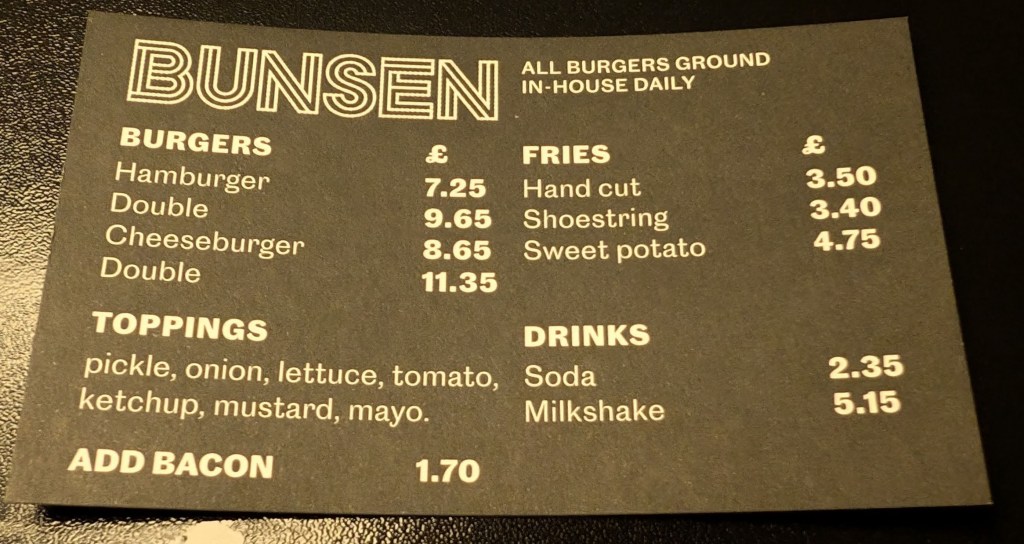 BUNSEN
ALL BURGERS GROUND
IN-HOUSE DAILY
BURGERS £
Hamburger 7.25
Double 9.65
Cheeseburger 8.65
Double 11.35
FRIES £
Hand cut 3.50
Shoestring 3.40
Sweet potato 4.75
TOPPINGS
pickle, onion, lettuce, tomato,
ketchup, mustard, mayo.
ADD BACON 1.70
DRINKS
Soda 2.35
Milkshake 5.15